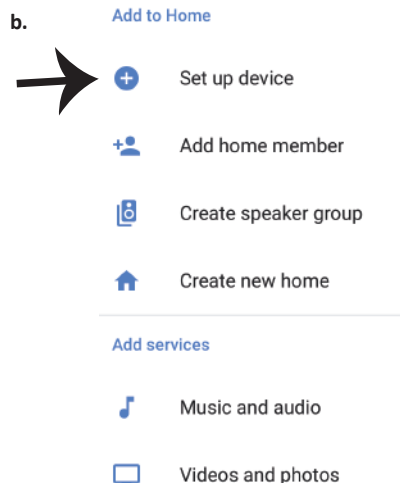 b.
Add to Home
Set up device
Add home member
Create speaker group
Create new home
Add services
Music and audio
Videos and photos